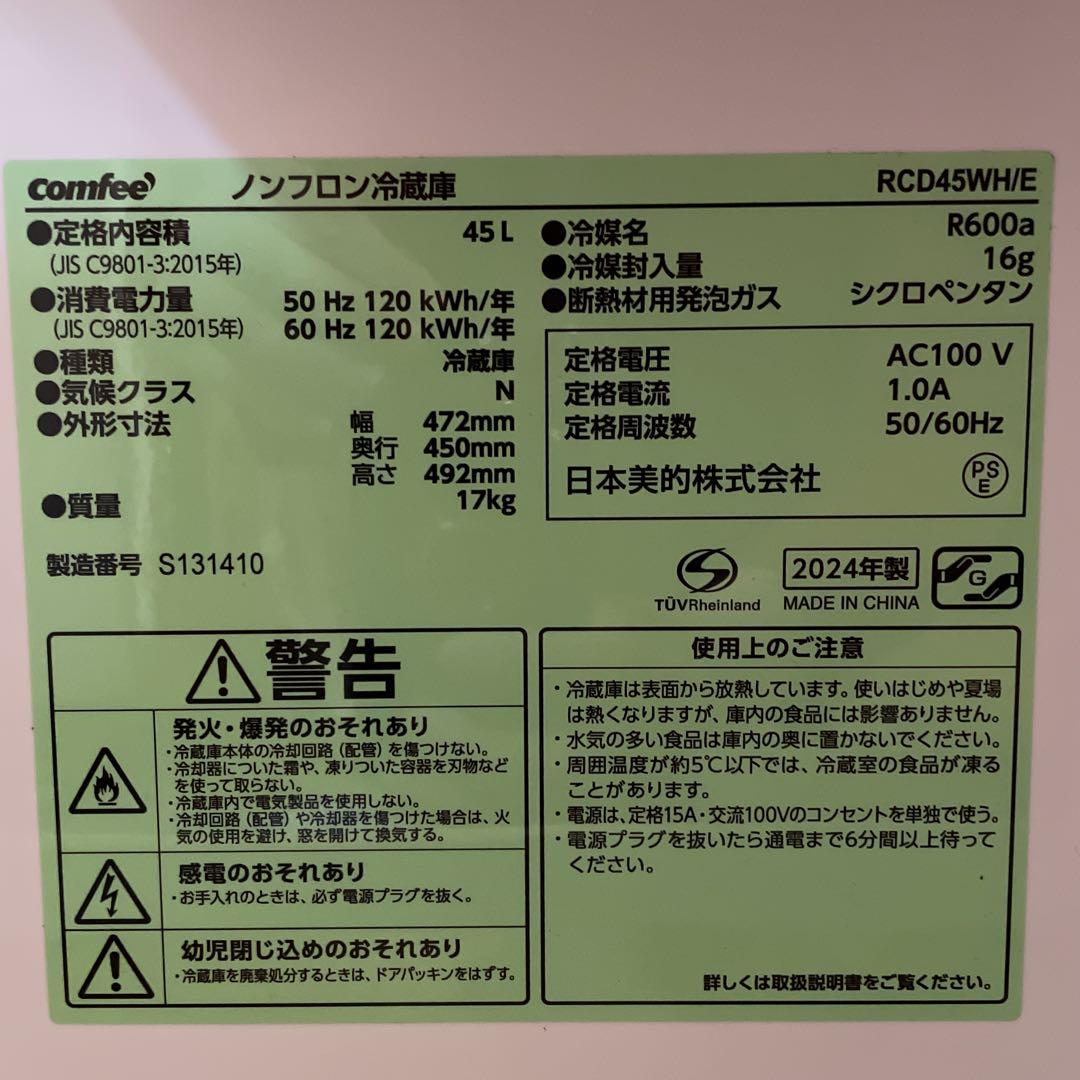 comfee' ノンフロン冷蔵庫 RCD45WH/E
●定格内容積 45L
(JIS C9801-3:2015年)
●消費電力量 50 Hz 120 kWh/年
(JIS C9801-3:2015年) 60 Hz 120 kWh/年
●種類 冷蔵庫
●気候クラス N
●外形寸法 幅 472mm
奥行 450mm
高さ 492mm
●質量 17kg
●冷媒名 R600a
●冷媒封入量 16g
●断熱材用発泡ガス シクロペンタン
定格電圧 AC100 V
定格電流 1.0A
定格周波数 50/60Hz
日本美的株式会社 PSE
製造番号 S131410
TÜVRheinland
2024年製
MADE IN CHINA
G
警告
発火・爆発のおそれあり
・冷蔵庫本体の冷却回路(配管)を傷つけない。
・冷却器についた霜や、凍りついた容器を刃物など
を使って取らない。
・冷蔵庫内で電気製品を使用しない。
・冷却回路(配管)や冷却器を傷つけた場合は、火
気の使用を避け、窓を開けて換気する。
感電のおそれあり
・お手入れのときは、必ず電源プラグを抜く。
幼児閉じ込めのおそれあり
・冷蔵庫を廃棄処分するときは、ドアパッキンをはずす。
使用上のご注意
・冷蔵庫は表面から放熱しています。使いはじめや夏場
は熱くなりますが、庫内の食品には影響ありません。
・水気の多い食品は庫内の奥に置かないでください。
・周囲温度が約5℃以下では、冷蔵室の食品が凍る
ことがあります。
・電源は、定格15A・交流100Vのコンセントを単独で使う。
・電源プラグを抜いたら通電まで6分間以上待って
ください。
詳しくは取扱説明書をご覧ください。